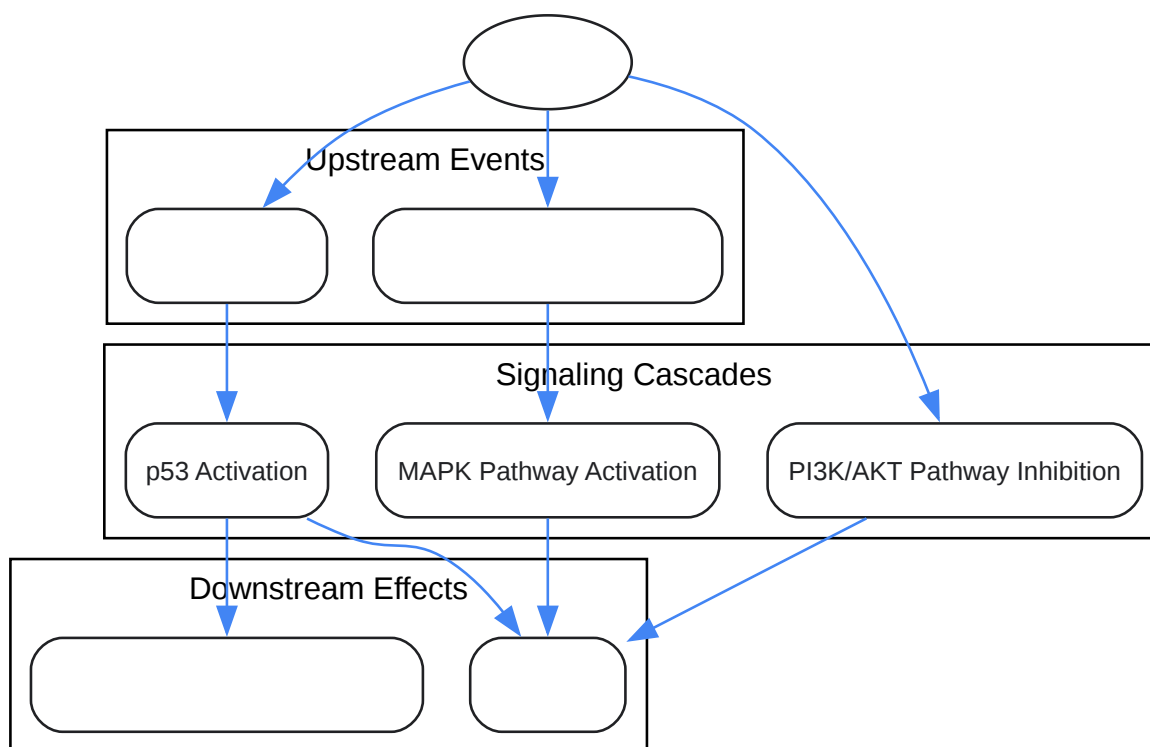 Upstream Events
Signaling Cascades
p53 Activation
MAPK Pathway Activation
PI3K/AKT Pathway Inhibition
Downstream Effects